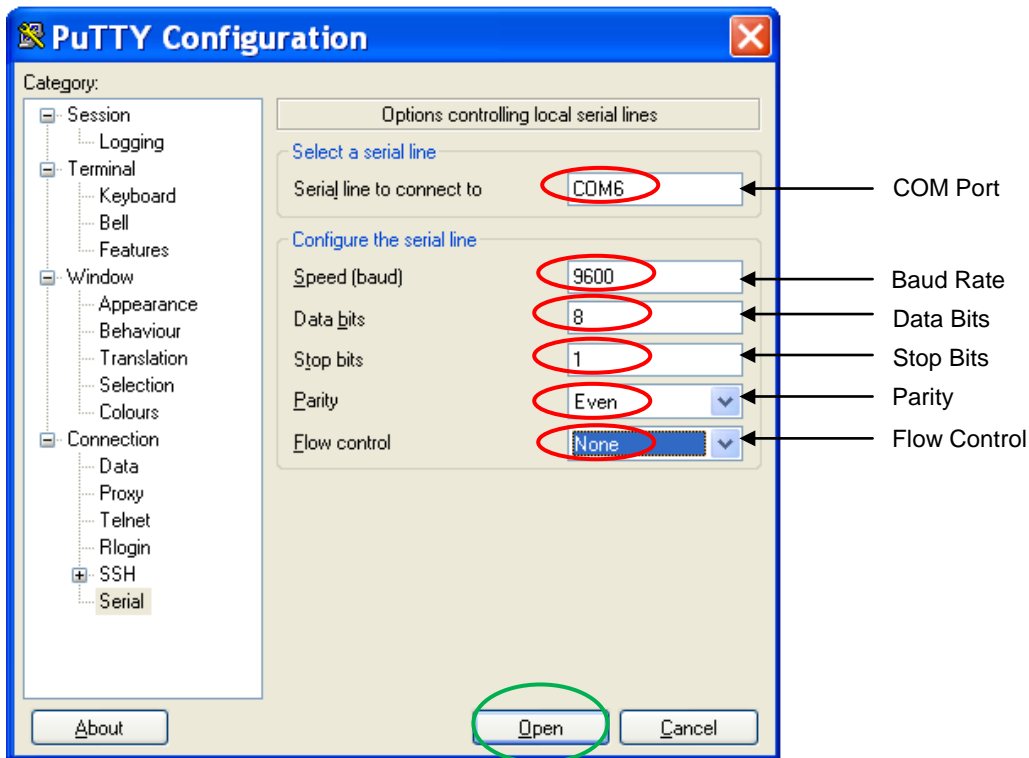 PuTTY Configuration
Category:
Session
Logging
Terminal
Keyboard
Bell
Features
Window
Appearance
Behaviour
Translation
Selection
Colours
Connection
Data
Proxy
Telnet
Rlogin
SSH
Serial
Options controlling local serial lines
Select a serial line
Serial line to connect to COM6 COM Port
Configure the serial line
Speed (baud) 9600 Baud Rate
Data bits 8 Data Bits
Stop bits 1 Stop Bits
Parity Even Parity
Flow control None Flow Control
About Open Cancel